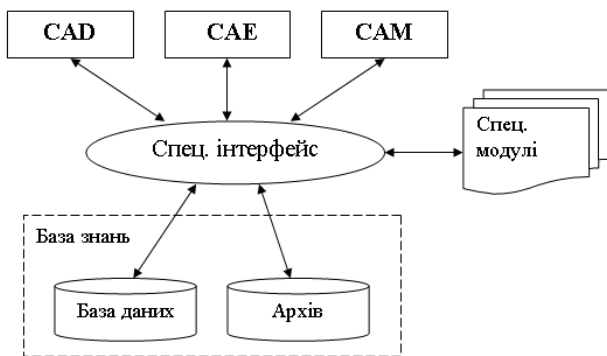 CAD
CAE
CAM
Спец. інтерфейс
Спец.
модулі
База знань
База даних
Архів